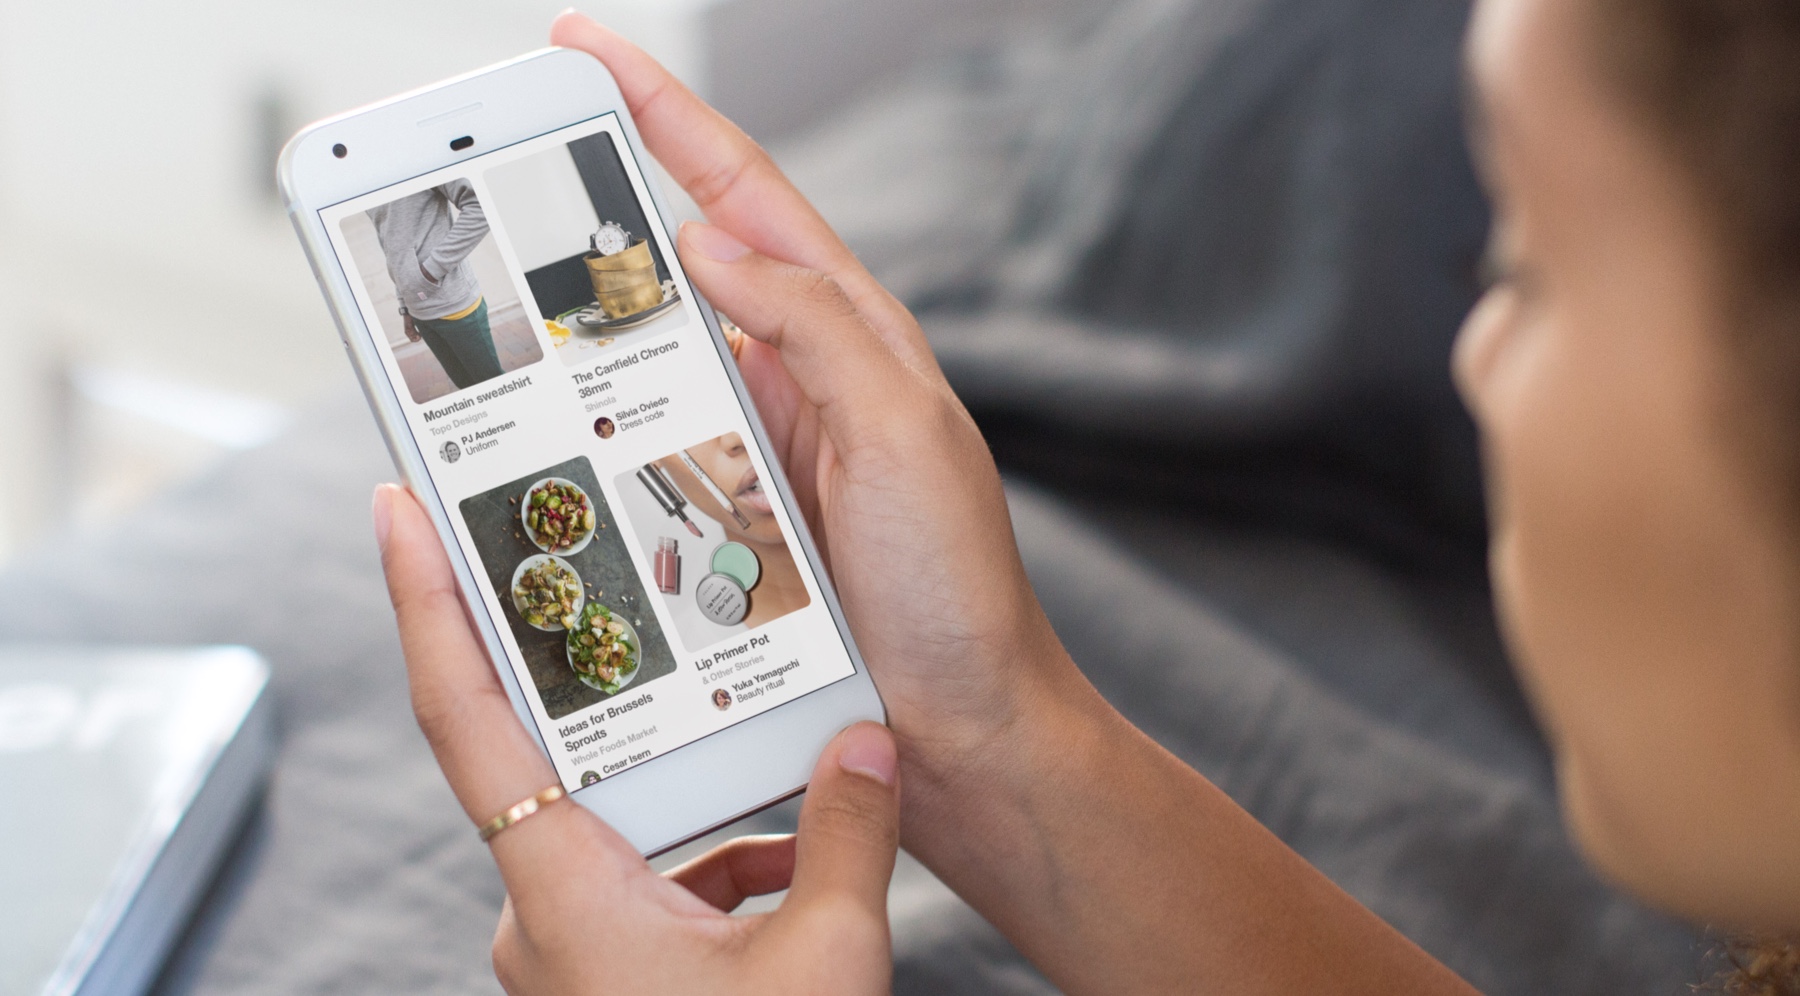 Mountain sweatshirt
Topo Designs
PJ Andersen
Uniform
The Canfield Chrono
38mm
Shinola
Silvia Oviedo
Dress code
Ideas for Brussels
Sprouts
Whole Foods Market
Cesar Isern
Lip Primer Pot
& Other Stories
Yuka Yamaguchi
Beauty ritual